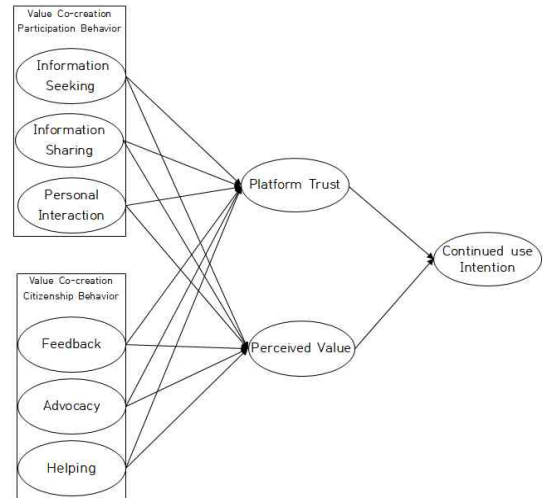 Value Co-creation
Participation Behavior
Information
Seeking
Information
Sharing
Personal
Interaction
Platform Trust
Continued use
Intention
Value Co-creation
Citizenship Behavior
Feedback
Perceived Value
Advocacy
Helping